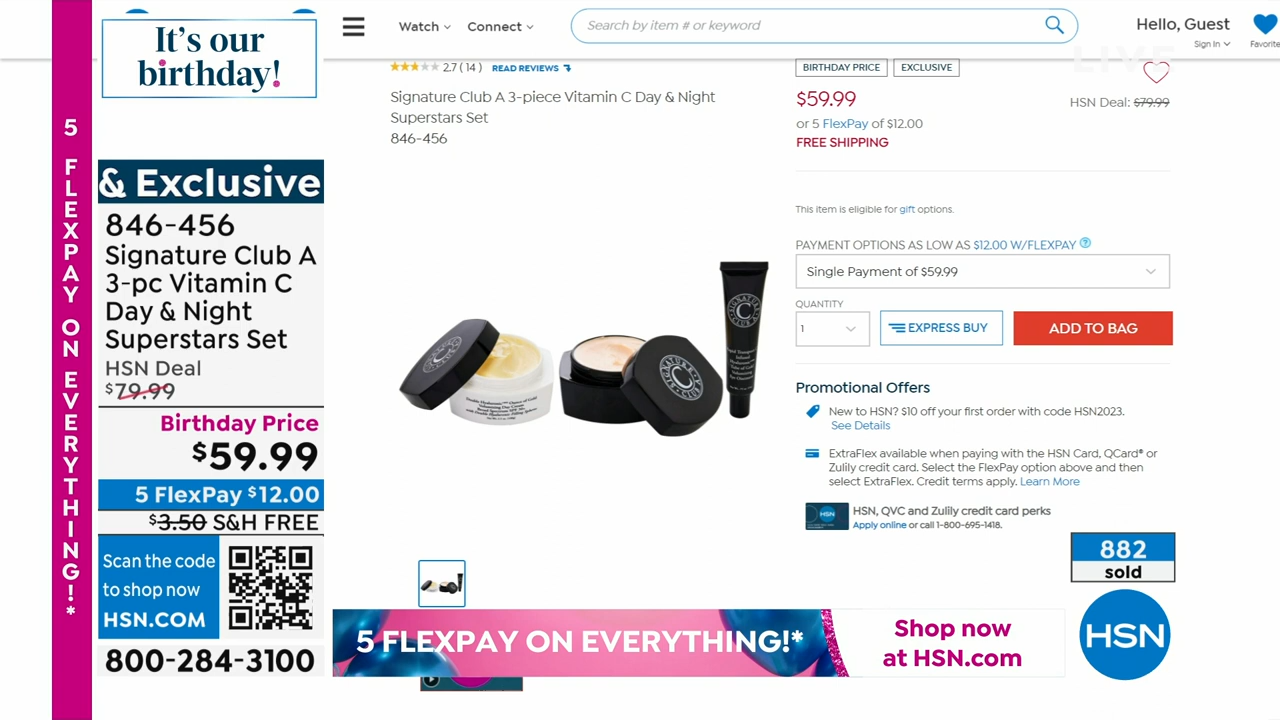 It's our
birthday!
5 FLEXPAY ON EVERYTHING!*
& Exclusive
846-456
Signature Club A
3-pc Vitamin C
Day & Night
Superstars Set
HSN Deal
$79.99
Birthday Price
$59.99
5 FlexPay $12.00
$3.50 S&H FREE
Scan the code
to shop now
HSN.COM
800-284-3100
Watch
Connect
Search by item # or keyword
Hello, Guest
Sign In
Favorite
LIVE
2.7 ( 14 )
READ REVIEWS
Signature Club A 3-piece Vitamin C Day & Night
Superstars Set
846-456
BIRTHDAY PRICE
EXCLUSIVE
$59.99
HSN Deal: $79.99
or 5 FlexPay of $12.00
FREE SHIPPING
This item is eligible for gift options.
PAYMENT OPTIONS AS LOW AS $12.00 W/FLEXPAY
Single Payment of $59.99
QUANTITY
1
EXPRESS BUY
ADD TO BAG
Promotional Offers
New to HSN? $10 off your first order with code HSN2023.
See Details
ExtraFlex available when paying with the HSN Card, QCard® or
Zulily credit card. Select the FlexPay option above and then
select ExtraFlex. Credit terms apply. Learn More
HSN
HSN, QVC and Zulily credit card perks
Apply online or call 1-800-695-1418.
882
sold
5 FLEXPAY ON EVERYTHING!*
Shop now
at HSN.com
HSN